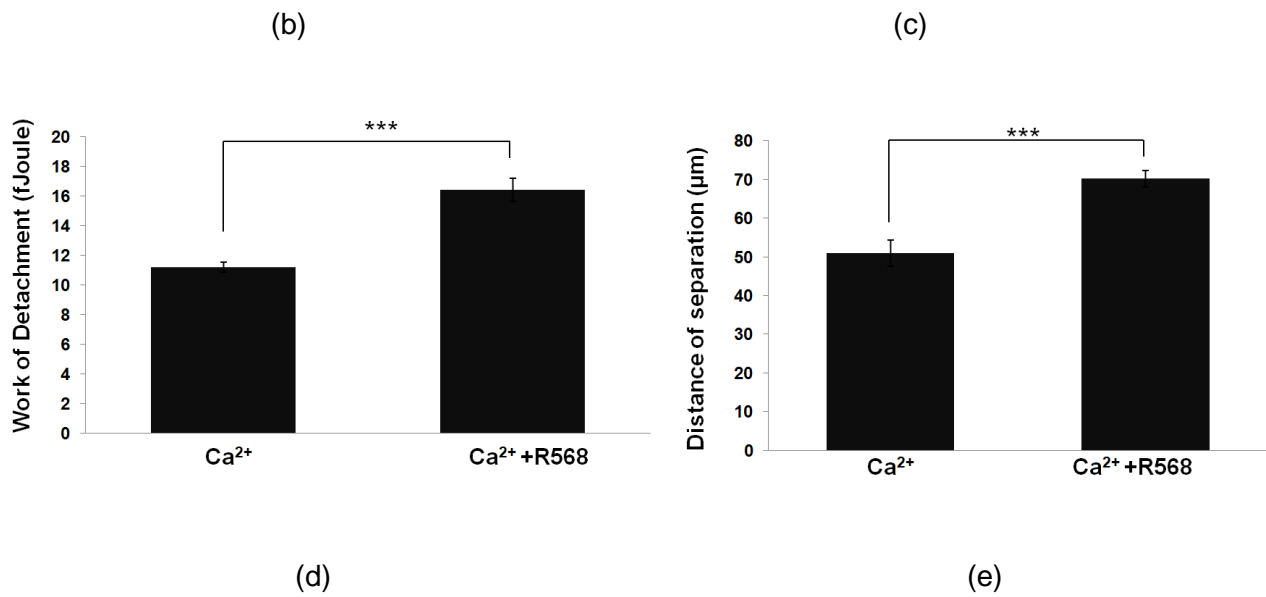 (b)
(c)
***
Work of Detachment (fJoule)
20
18
16
14
12
10
8
6
4
2
0
Ca²⁺
Ca²⁺ +R568
***
Distance of separation (µm)
80
70
60
50
40
30
20
10
0
Ca²⁺
Ca²⁺ +R568
(d)
(e)